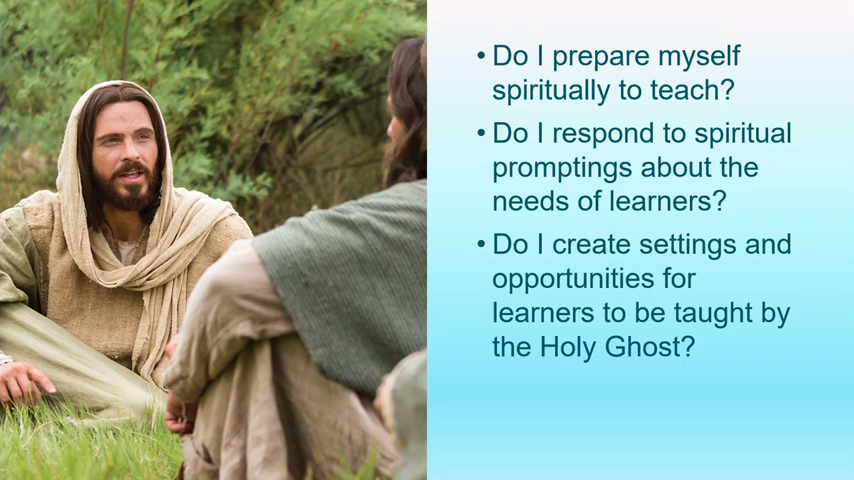 • Do I prepare myself
spiritually to teach?
• Do I respond to spiritual
promptings about the
needs of learners?
• Do I create settings and
opportunities for
learners to be taught by
the Holy Ghost?